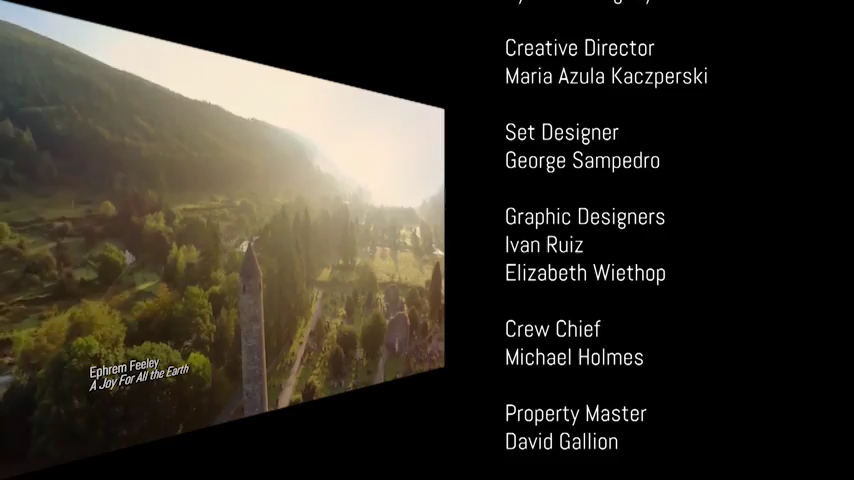 Creative Director
Maria Azula Kaczperski
Set Designer
George Sampedro
Graphic Designers
Ivan Ruiz
Elizabeth Wiethop
Crew Chief
Michael Holmes
Property Master
David Gallion
Ephrem Feeley
A Joy For All the Earth